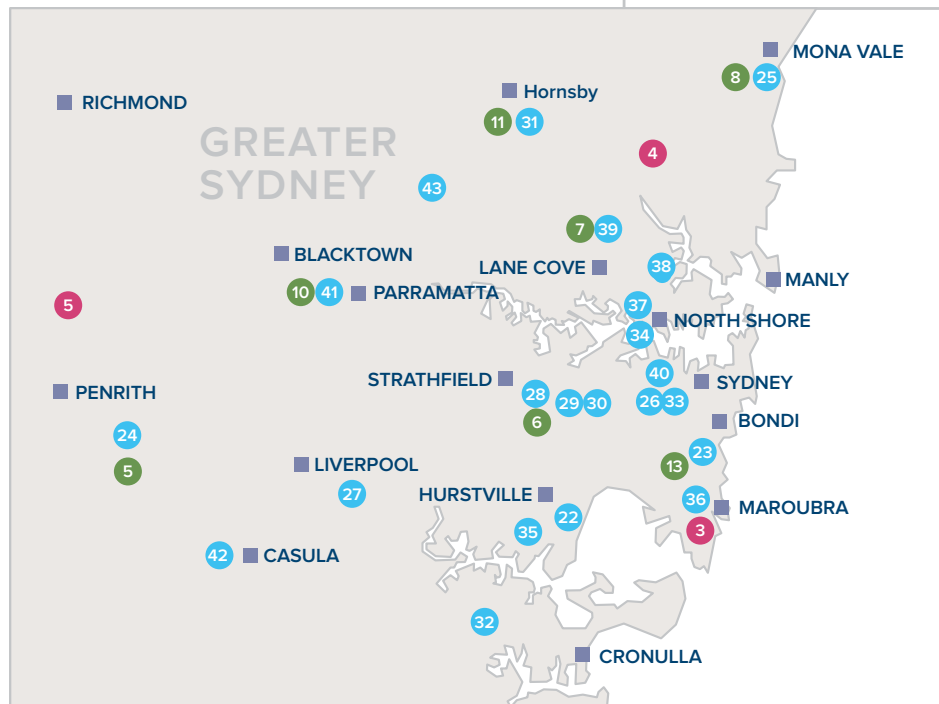 MONA VALE
8 25
RICHMOND
Hornsby
11 31
GREATER
SYDNEY
4
43
7 39
BLACKTOWN
LANE COVE
38
MANLY
10 41
PARRAMATTA
5
37
NORTH SHORE
34
STRATHFIELD
40
SYDNEY
PENRITH
28
29 30
26 33
6
BONDI
24
23
LIVERPOOL
13
5
27
HURSTVILLE
36
MAROUBRA
22
35
3
42
CASULA
32
CRONULLA